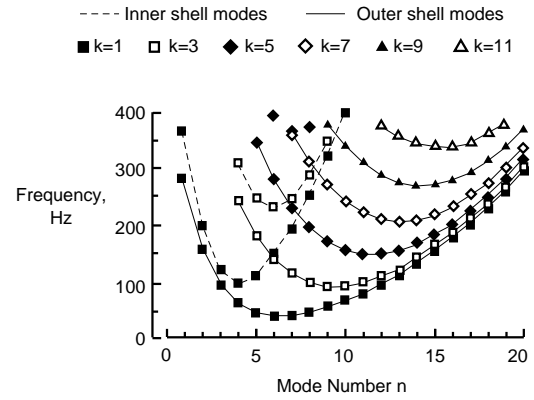 Inner shell modes Outer shell modes
k=1 k=3 k=5 k=7 k=9 k=11
400
300
200
100
0
Frequency,
Hz
0 5 10 15 20
Mode Number n